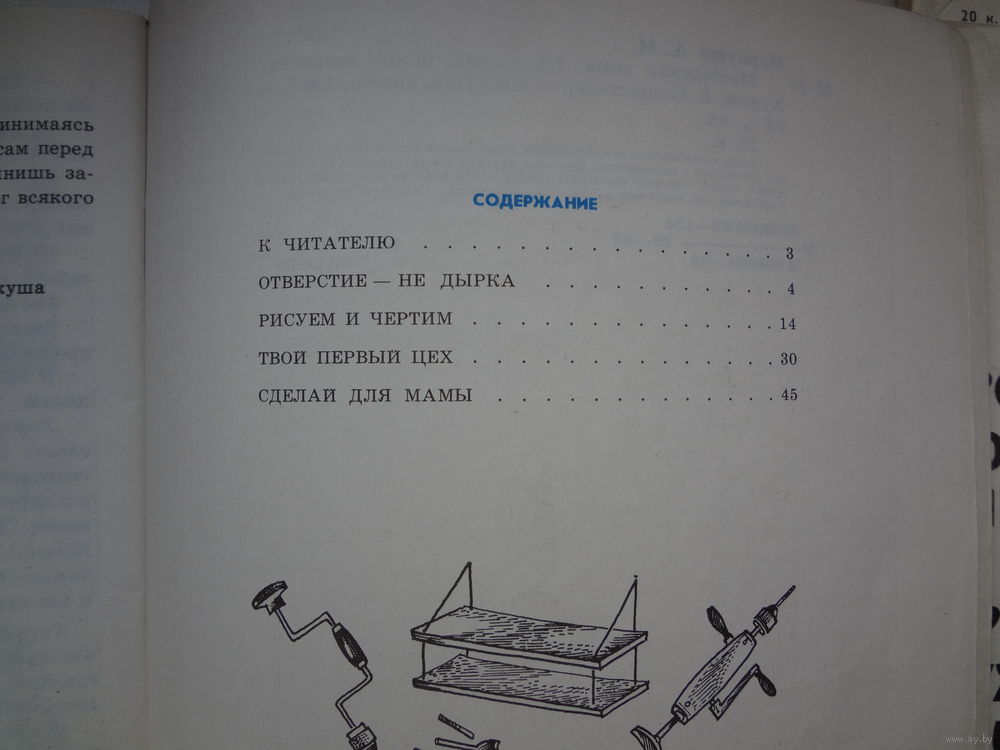 20 к.
инимаясь
сам перед
нишь за-
г всякого
куша
СОДЕРЖАНИЕ
К ЧИТАТЕЛЮ . . . . . . . . . . . . . . . . 3
ОТВЕРСТИЕ — НЕ ДЫРКА . . . . . . . . . . 4
РИСУЕМ И ЧЕРТИМ . . . . . . . . . . . . . 14
ТВОЙ ПЕРВЫЙ ЦЕХ . . . . . . . . . . . . . 30
СДЕЛАЙ ДЛЯ МАМЫ . . . . . . . . . . . . 45
www.ay.by